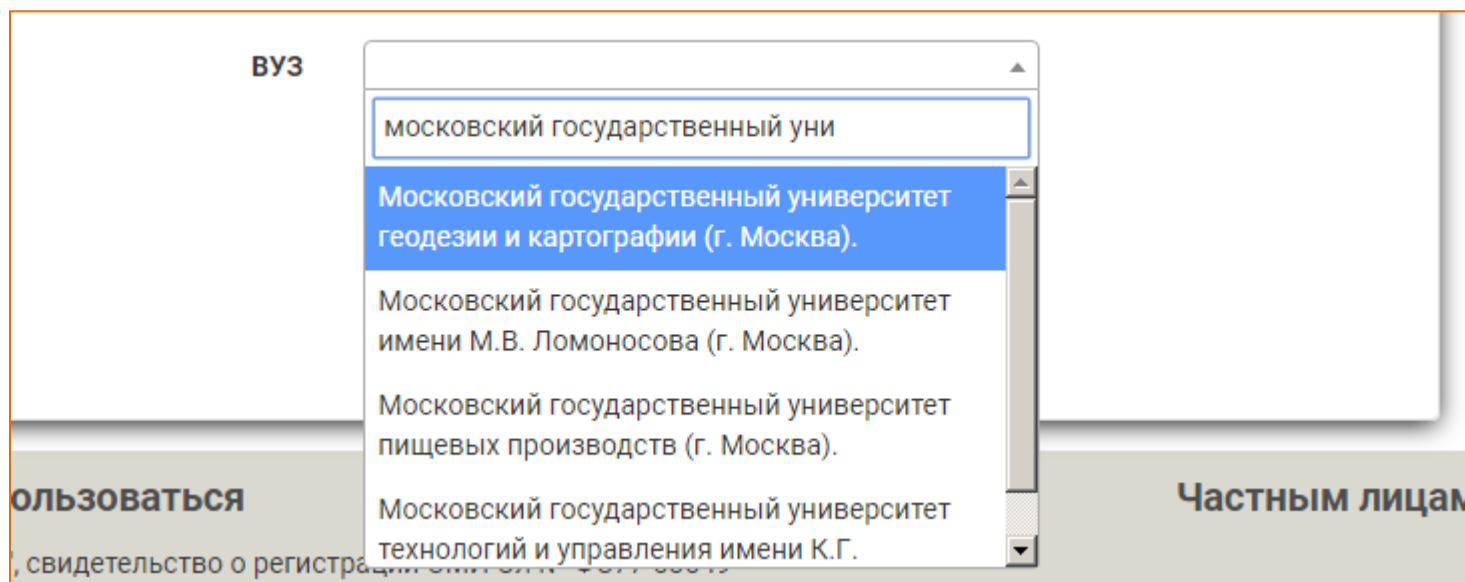 ВУЗ
московский государственный уни
Московский государственный университет
геодезии и картографии (г. Москва).
Московский государственный университет
имени М.В. Ломоносова (г. Москва).
Московский государственный университет
пищевых производств (г. Москва).
ользоваться
Частным лицам
Московский государственный университет
технологий и управления имени К.Г.
, свидетельство о регистрации